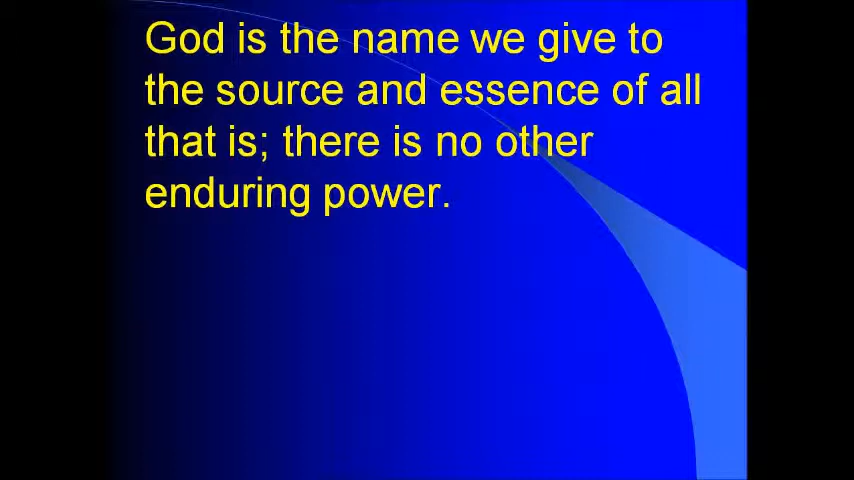 God is the name we give to
the source and essence of all
that is; there is no other
enduring power.